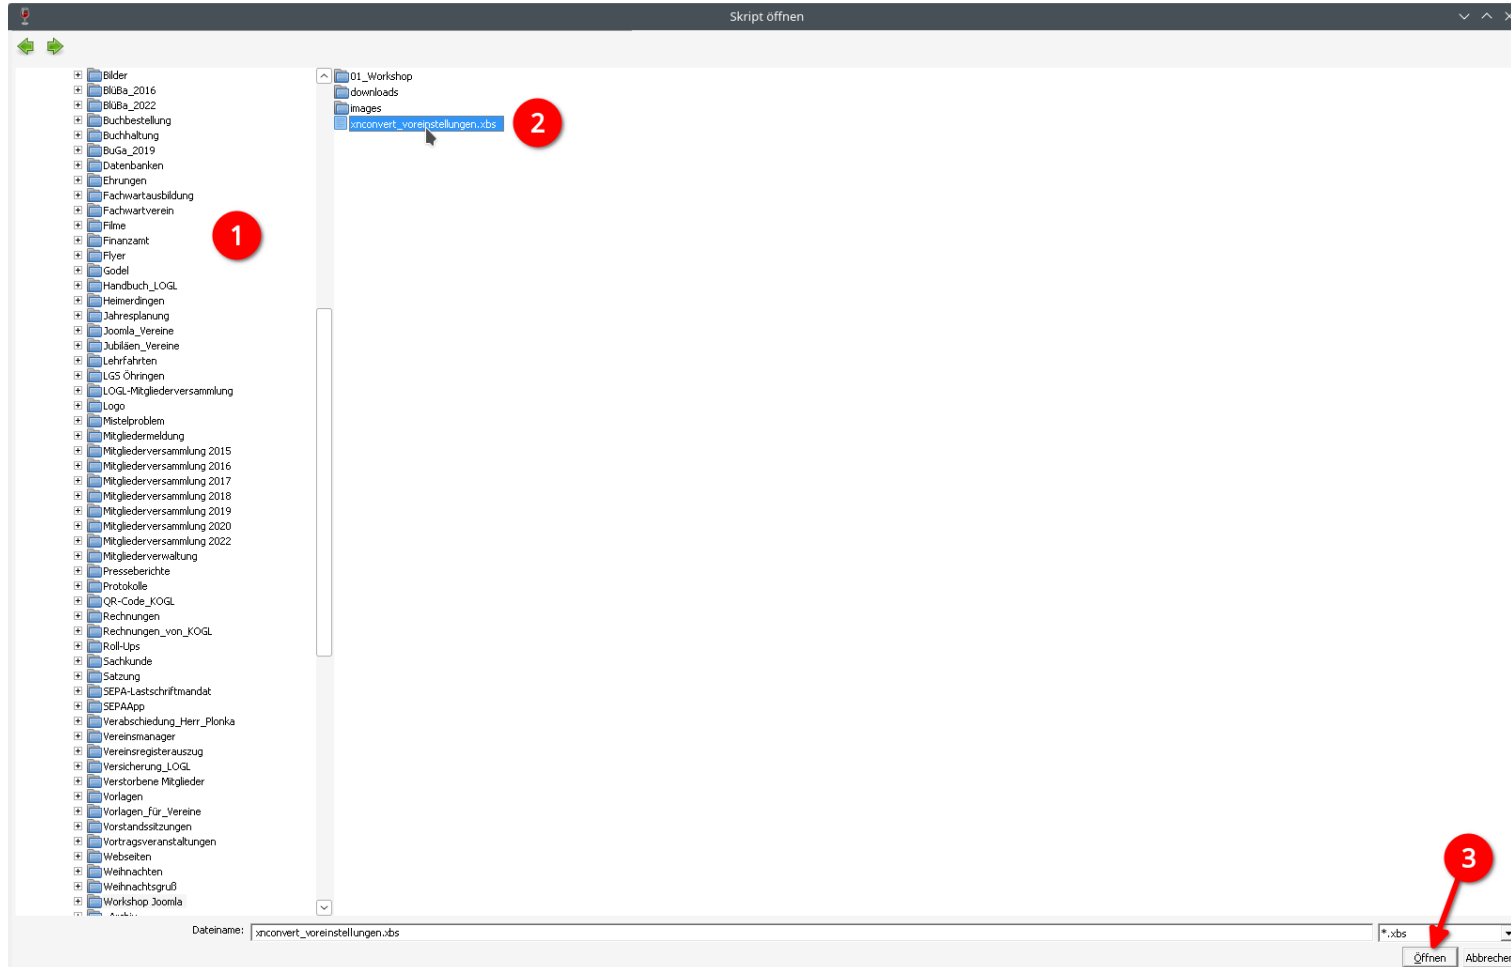 Skript öffnen
Bilder
BlüBa_2016
BlüBa_2022
Buchbestellung
Buchhaltung
BuGa_2019
Datenbanken
Ehrungen
Fachwartausbildung
Fachwartverein
Filme
Finanzamt
Flyer
Godel
Handbuch_LOGL
Heimerdingen
Jahresplanung
Joomla_Vereine
Jubiläen_Vereine
Lehrfahrten
LGS Öhringen
LOGL-Mitgliederversammlung
Logo
Mistelproblem
Mitgliedermeldung
Mitgliederversammlung 2015
Mitgliederversammlung 2016
Mitgliederversammlung 2017
Mitgliederversammlung 2018
Mitgliederversammlung 2019
Mitgliederversammlung 2020
Mitgliederversammlung 2022
Mitgliederverwaltung
Presseberichte
Protokolle
QR-Code_KOGL
Rechnungen
Rechnungen_von_KOGL
Roll-Ups
Sachkunde
Satzung
SEPA-Lastschriftmandat
SEPAApp
Verabschiedung_Herr_Plonka
Vereinsmanager
Vereinsregisterauszug
Versicherung_LOGL
Verstorbene Mitglieder
Vorlagen
Vorlagen_für_Vereine
Vorstandssitzungen
Vortragsveranstaltungen
Webseiten
Weihnachten
Weihnachtsgruß
Workshop Joomla
1
01_Workshop
downloads
images
xnconvert_voreinstellungen.xbs
2
3
Dateiname: xnconvert_voreinstellungen.xbs
*.xbs
Öffnen Abbrechen